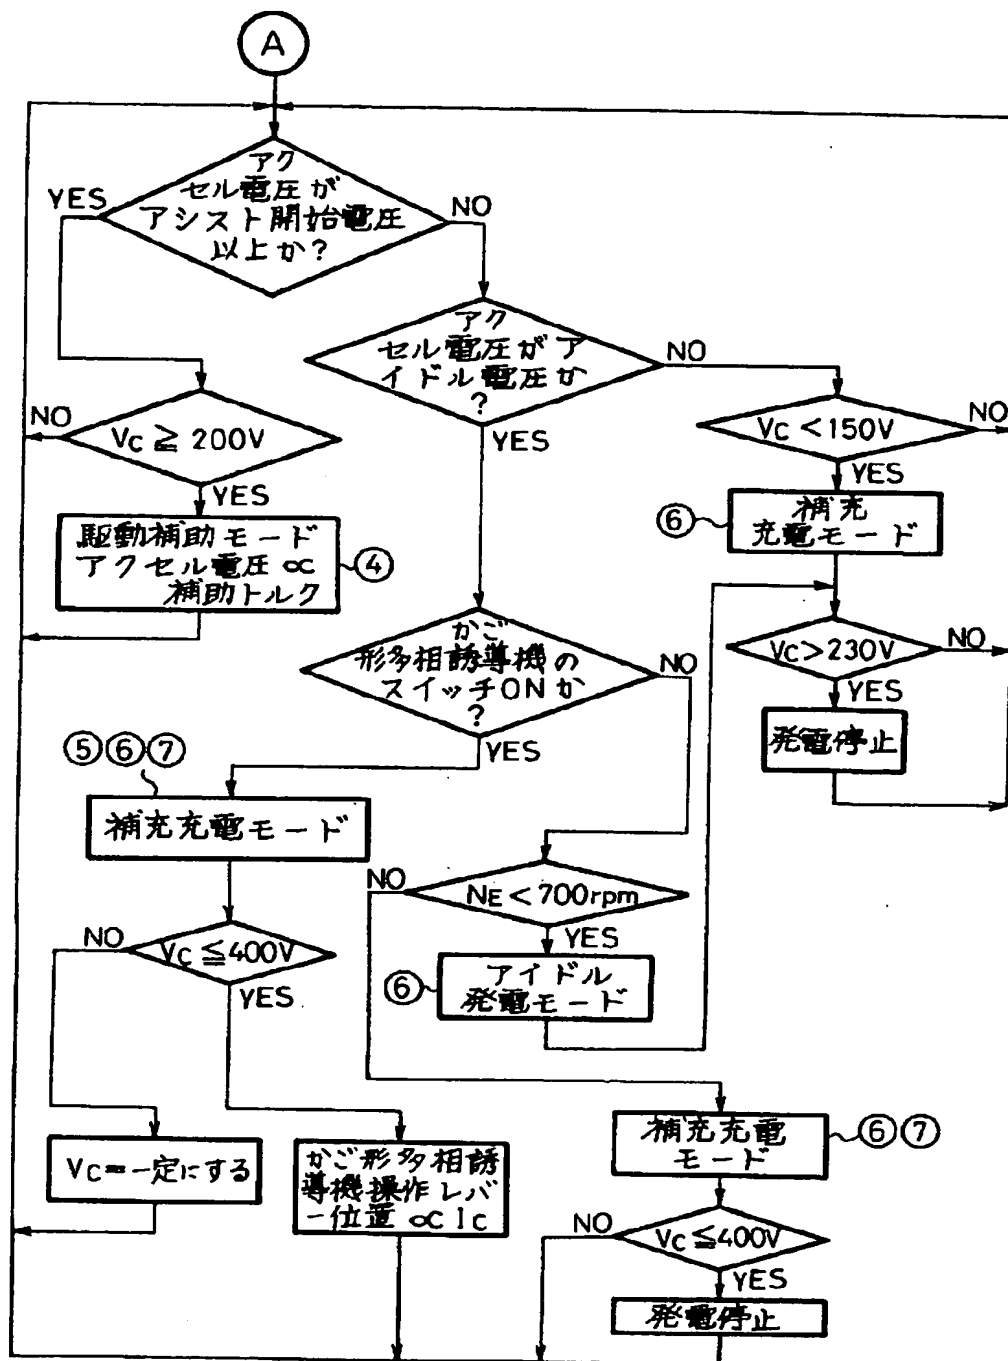 A
アク
セル電圧が
アシスト開始電圧
以上か?
YES
NO
アク
セル電圧がア
イドル電圧か
?
NO
YES
NO
VC ≧ 200V
YES
駆動補助モード
アクセル電圧 ∝
補助トルク
④
VC <150V
NO
YES
⑥
補充
充電モード
VC>230V
NO
YES
発電停止
かご
形多相誘導機の
スイッチONか
?
NO
YES
⑤⑥⑦
補充充電モード
NO
VC ≦400V
YES
NO
NE < 700rpm
YES
⑥
アイドル
発電モード
VC=一定にする
かご形多相誘
導機操作レバ
ー位置 ∝ IC
補充充電
モード
⑥⑦
NO
VC ≦400V
YES
発電停止